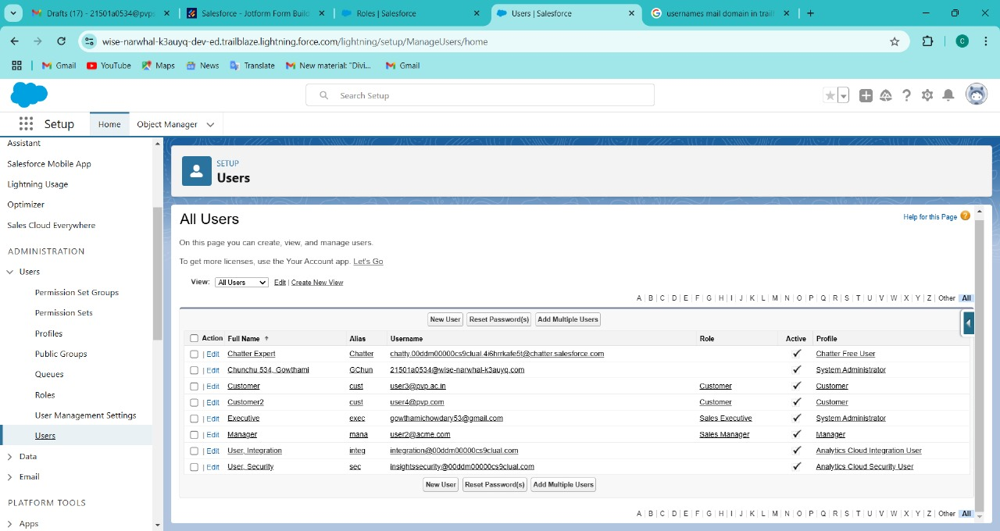 Drafts (17) - 21501a0534@pvps
Salesforce - Jotform Form Build
Roles | Salesforce
Users | Salesforce
usernames mail domain in trail
wise-narwhal-k3auyq-dev-ed.trailblaze.lightning.force.com/lightning/setup/ManageUsers/home
C
Gmail
YouTube
Maps
News
Translate
New material: "Divi...
Gmail
Search Setup
Setup
Home
Object Manager
Assistant
Salesforce Mobile App
Lightning Usage
Optimizer
Sales Cloud Everywhere
ADMINISTRATION
Users
Permission Set Groups
Permission Sets
Profiles
Public Groups
Queues
Roles
User Management Settings
Users
Data
Email
PLATFORM TOOLS
Apps
SETUP
Users
All Users
Help for this Page
On this page you can create, view, and manage users.
To get more licenses, use the Your Account app. Let's Go
View: All Users Edit | Create New View
A | B | C | D | E | F | G | H | I | J | K | L | M | N | O | P | Q | R | S | T | U | V | W | X | Y | Z | Other | All
New User Reset Password(s) Add Multiple Users
Action Full Name ↑ Alias Username Role Active Profile
| Edit Chatter Expert Chatter chatty.00ddm00000cs9clual.4i6hrrkafe5t@chatter.salesforce.com ✓ Chatter Free User
| Edit Chunchu 534, Gowthami GChun 21501a0534@wise-narwhal-k3auyq.com ✓ System Administrator
| Edit Customer cust user3@pvp.ac.in Customer ✓ Customer
| Edit Customer2 cust user4@pvp.com Customer ✓ Customer
| Edit Executive exec gowthamichowdary53@gmail.com Sales Executive ✓ System Administrator
| Edit Manager mana user2@acme.com Sales Manager ✓ Manager
| Edit User, Integration integ integration@00ddm00000cs9clual.com ✓ Analytics Cloud Integration User
| Edit User, Security sec insightssecurity@00ddm00000cs9clual.com ✓ Analytics Cloud Security User
New User Reset Password(s) Add Multiple Users
A | B | C | D | E | F | G | H | I | J | K | L | M | N | O | P | Q | R | S | T | U | V | W | X | Y | Z | Other | All